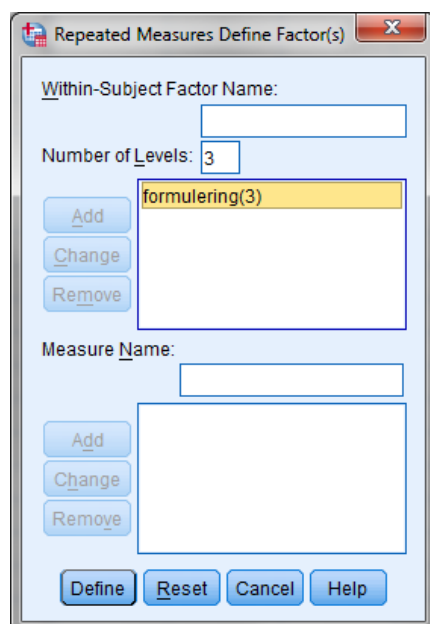 Repeated Measures Define Factor(s)
Within-Subject Factor Name:
Number of Levels: 3
formulering(3)
Add
Change
Remove
Measure Name:
Add
Change
Remove
Define Reset Cancel Help